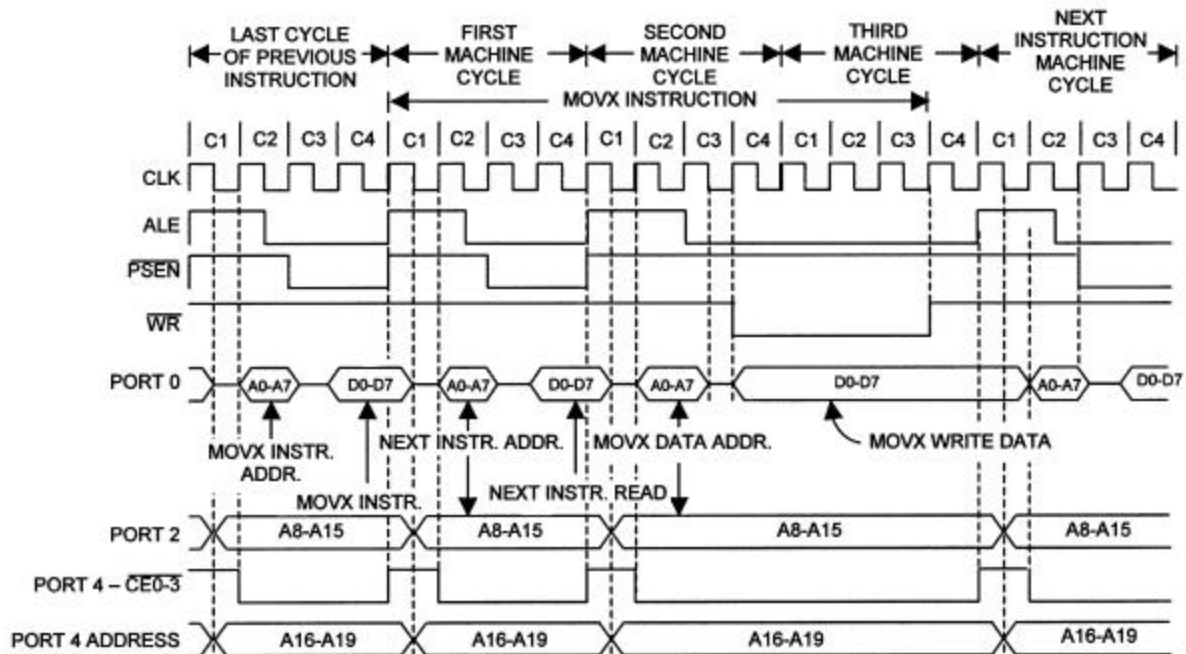 LAST CYCLE OF PREVIOUS INSTRUCTION
FIRST MACHINE CYCLE
SECOND MACHINE CYCLE
THIRD MACHINE CYCLE
NEXT INSTRUCTION MACHINE CYCLE
MOVX INSTRUCTION
C1 C2 C3 C4 C1 C2 C3 C4 C1 C2 C3 C4 C1 C2 C3 C4 C1 C2 C3 C4
CLK
ALE
PSEN
WR
PORT 0 A0-A7 D0-D7 A0-A7 D0-D7 A0-A7 D0-D7 A0-A7 D0-D7
MOVX INSTR. ADDR.
NEXT INSTR. ADDR.
MOVX DATA ADDR.
MOVX WRITE DATA
MOVX INSTR.
NEXT INSTR. READ
PORT 2 A8-A15 A8-A15 A8-A15 A8-A15
PORT 4 – CE0-3
PORT 4 ADDRESS A16-A19 A16-A19 A16-A19 A16-A19